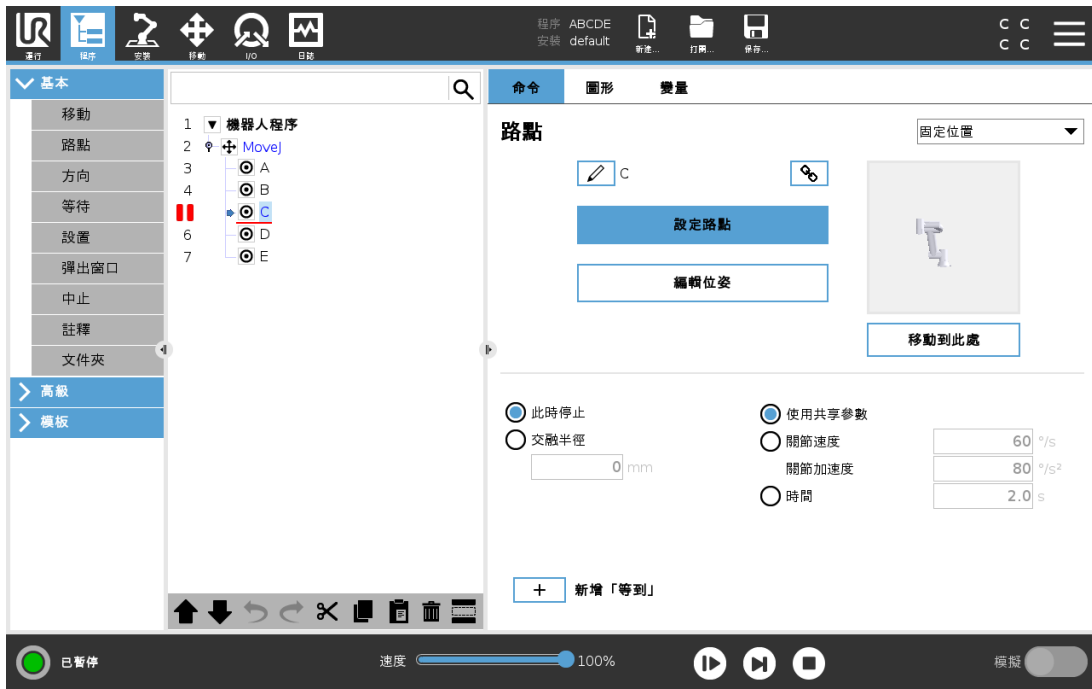 UR
運行
程序
安裝
移動
I/O
日誌
程序 ABCDE
安裝 default
新建...
打開...
保存...
C C
C C
基本
移動
路點
方向
等待
設置
彈出窗口
中止
註釋
文件夾
高級
模板
1 ▼ 機器人程序
2 MoveJ
3 A
4 B
C
6 D
7 E
命令 圖形 變量
路點
固定位置
C
設定路點
編輯位姿
移動到此處
此時停止
交融半徑
0 mm
使用共享參數
關節速度 60 °/s
關節加速度 80 °/s²
時間 2.0 s
+ 新增「等到」
已暫停
速度 100%
模擬